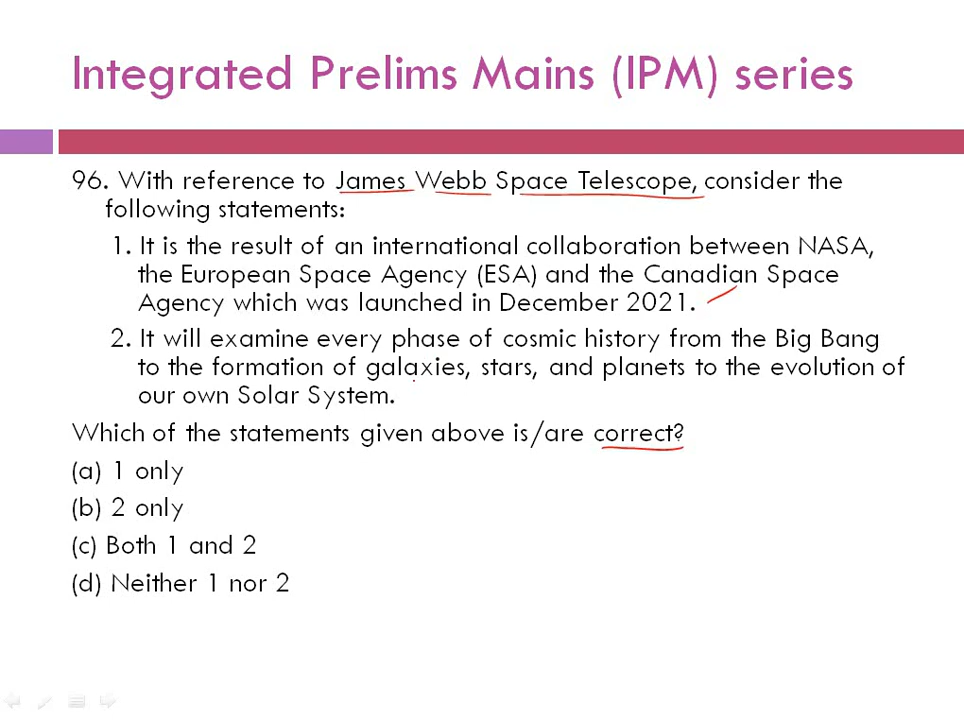 Integrated Prelims Mains (IPM) series
96. With reference to James Webb Space Telescope, consider the
following statements:
1. It is the result of an international collaboration between NASA,
the European Space Agency (ESA) and the Canadian Space
Agency which was launched in December 2021.
2. It will examine every phase of cosmic history from the Big Bang
to the formation of galaxies, stars, and planets to the evolution of
our own Solar System.
Which of the statements given above is/are correct?
(a) 1 only
(b) 2 only
(c) Both 1 and 2
(d) Neither 1 nor 2